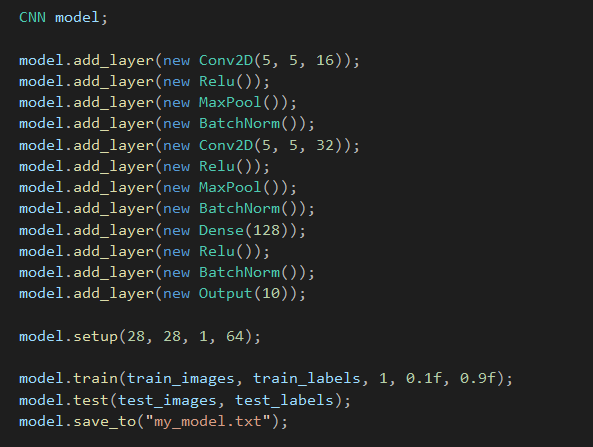 CNN model;
model.add_layer(new Conv2D(5, 5, 16));
model.add_layer(new Relu());
model.add_layer(new MaxPool());
model.add_layer(new BatchNorm());
model.add_layer(new Conv2D(5, 5, 32));
model.add_layer(new Relu());
model.add_layer(new MaxPool());
model.add_layer(new BatchNorm());
model.add_layer(new Dense(128));
model.add_layer(new Relu());
model.add_layer(new BatchNorm());
model.add_layer(new Output(10));
model.setup(28, 28, 1, 64);
model.train(train_images, train_labels, 1, 0.1f, 0.9f);
model.test(test_images, test_labels);
model.save_to("my_model.txt");